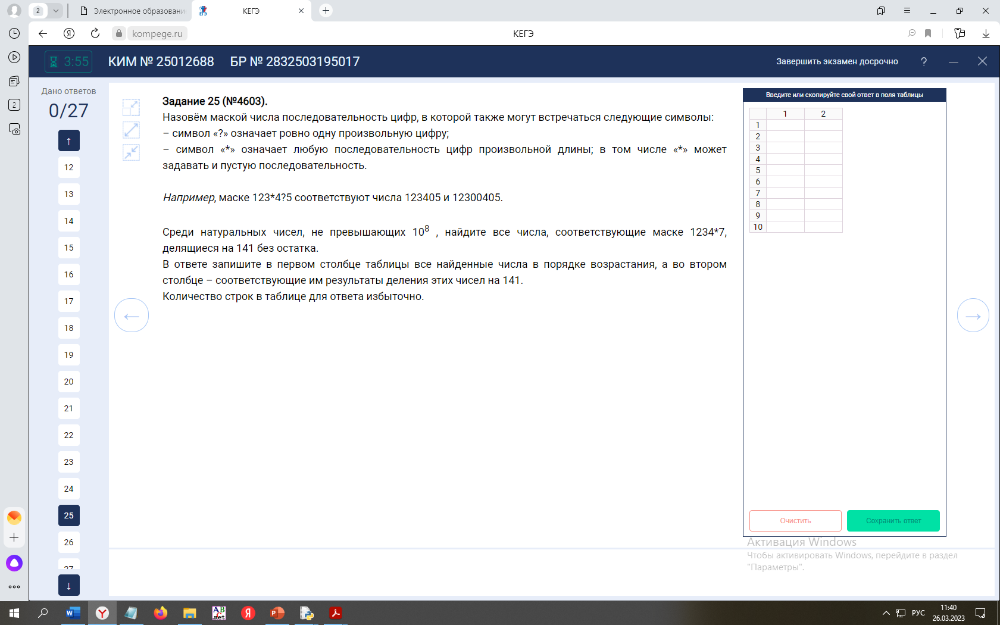 2
Электронное образовани
КЕГЭ
kompege.ru
КЕГЭ
3:55
КИМ № 25012688
БР № 2832503195017
Завершить экзамен досрочно
?
Дано ответов
0/27
12
13
14
15
16
17
18
19
20
21
22
23
24
25
26
27
Задание 25 (№4603).
Назовём маской числа последовательность цифр, в которой также могут встречаться следующие символы:
– символ «?» означает ровно одну произвольную цифру;
– символ «*» означает любую последовательность цифр произвольной длины; в том числе «*» может
задавать и пустую последовательность.
Например, маске 123*4?5 соответствуют числа 123405 и 12300405.
Среди натуральных чисел, не превышающих 10⁸ , найдите все числа, соответствующие маске 1234*7,
делящиеся на 141 без остатка.
В ответе запишите в первом столбце таблицы все найденные числа в порядке возрастания, а во втором
столбце – соответствующие им результаты деления этих чисел на 141.
Количество строк в таблице для ответа избыточно.
Введите или скопируйте свой ответ в поля таблицы
1 2
1
2
3
4
5
6
7
8
9
10
Очистить
Сохранить ответ
Активация Windows
Чтобы активировать Windows, перейдите в раздел
"Параметры".
2
РУС
11:40
26.03.2023